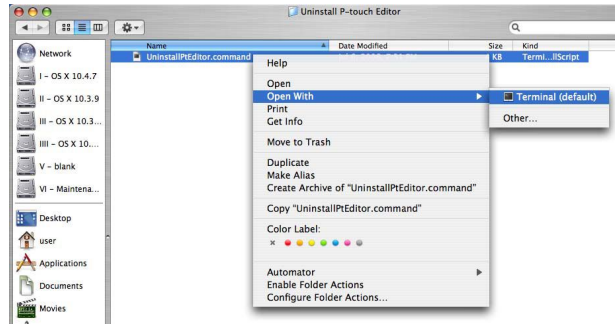 Uninstall P-touch Editor
Name Date Modified Size Kind
UninstallPtEditor.command KB Termi...llScript
Network
I – OS X 10.4.7
II – OS X 10.3.9
III – OS X 10.3...
IIII – OS X 10....
V – blank
VI – Maintena...
Desktop
user
Applications
Documents
Movies
Help
Open
Open With
Print
Get Info
Move to Trash
Duplicate
Make Alias
Create Archive of "UninstallPtEditor.command"
Copy "UninstallPtEditor.command"
Color Label:
Automator
Enable Folder Actions
Configure Folder Actions...
Terminal (default)
Other...